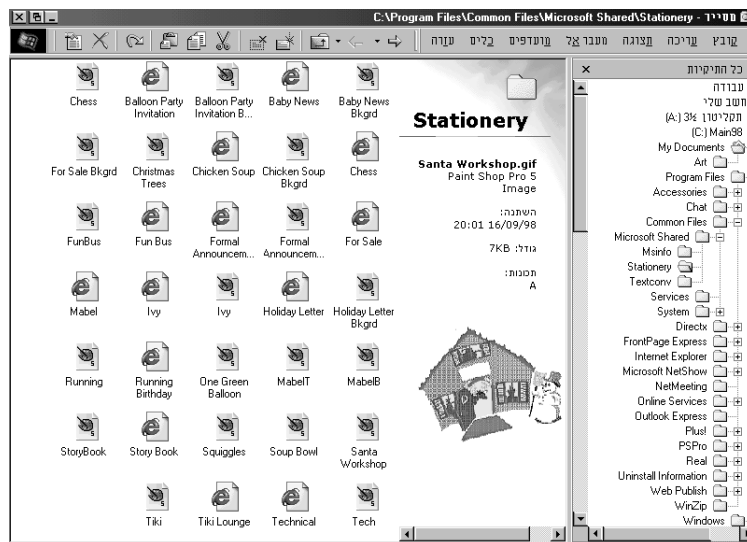 מסייר - C:\Program Files\Common Files\Microsoft Shared\Stationery
קובץ עריכה תצוגה מעבר אל מועדפים כלים עזרה
כל התיקיות
עבודה
חשב שלי
תקליטון 3½ (A:)
Main98 (C:)
My Documents
Art
Program Files
Accessories
Chat
Common Files
Microsoft Shared
Msinfo
Stationery
Textconv
Services
System
Directx
FrontPage Express
Internet Explorer
Microsoft NetShow
NetMeeting
Online Services
Outlook Express
Plus!
PSPro
Real
Uninstall Information
Web Publish
WinZip
Windows
Stationery
Santa Workshop.gif
Paint Shop Pro 5
Image
השתנה:
20:01 16/09/98
גודל: 7KB
תכונות:
A
Baby News
Bkgrd
Baby News
Balloon Party
Invitation B...
Balloon Party
Invitation
Chess
Chess
Chicken Soup
Bkgrd
Chicken Soup
Christmas
Trees
For Sale Bkgrd
For Sale
Formal
Announcem...
Formal
Announcem...
Fun Bus
FunBus
Holiday Letter
Bkgrd
Holiday Letter
Ivy
Ivy
Mabel
MabelB
MabelT
One Green
Balloon
Running
Birthday
Running
Santa
Workshop
Soup Bowl
Squiggles
Story Book
StoryBook
Tech
Technical
Tiki Lounge
Tiki